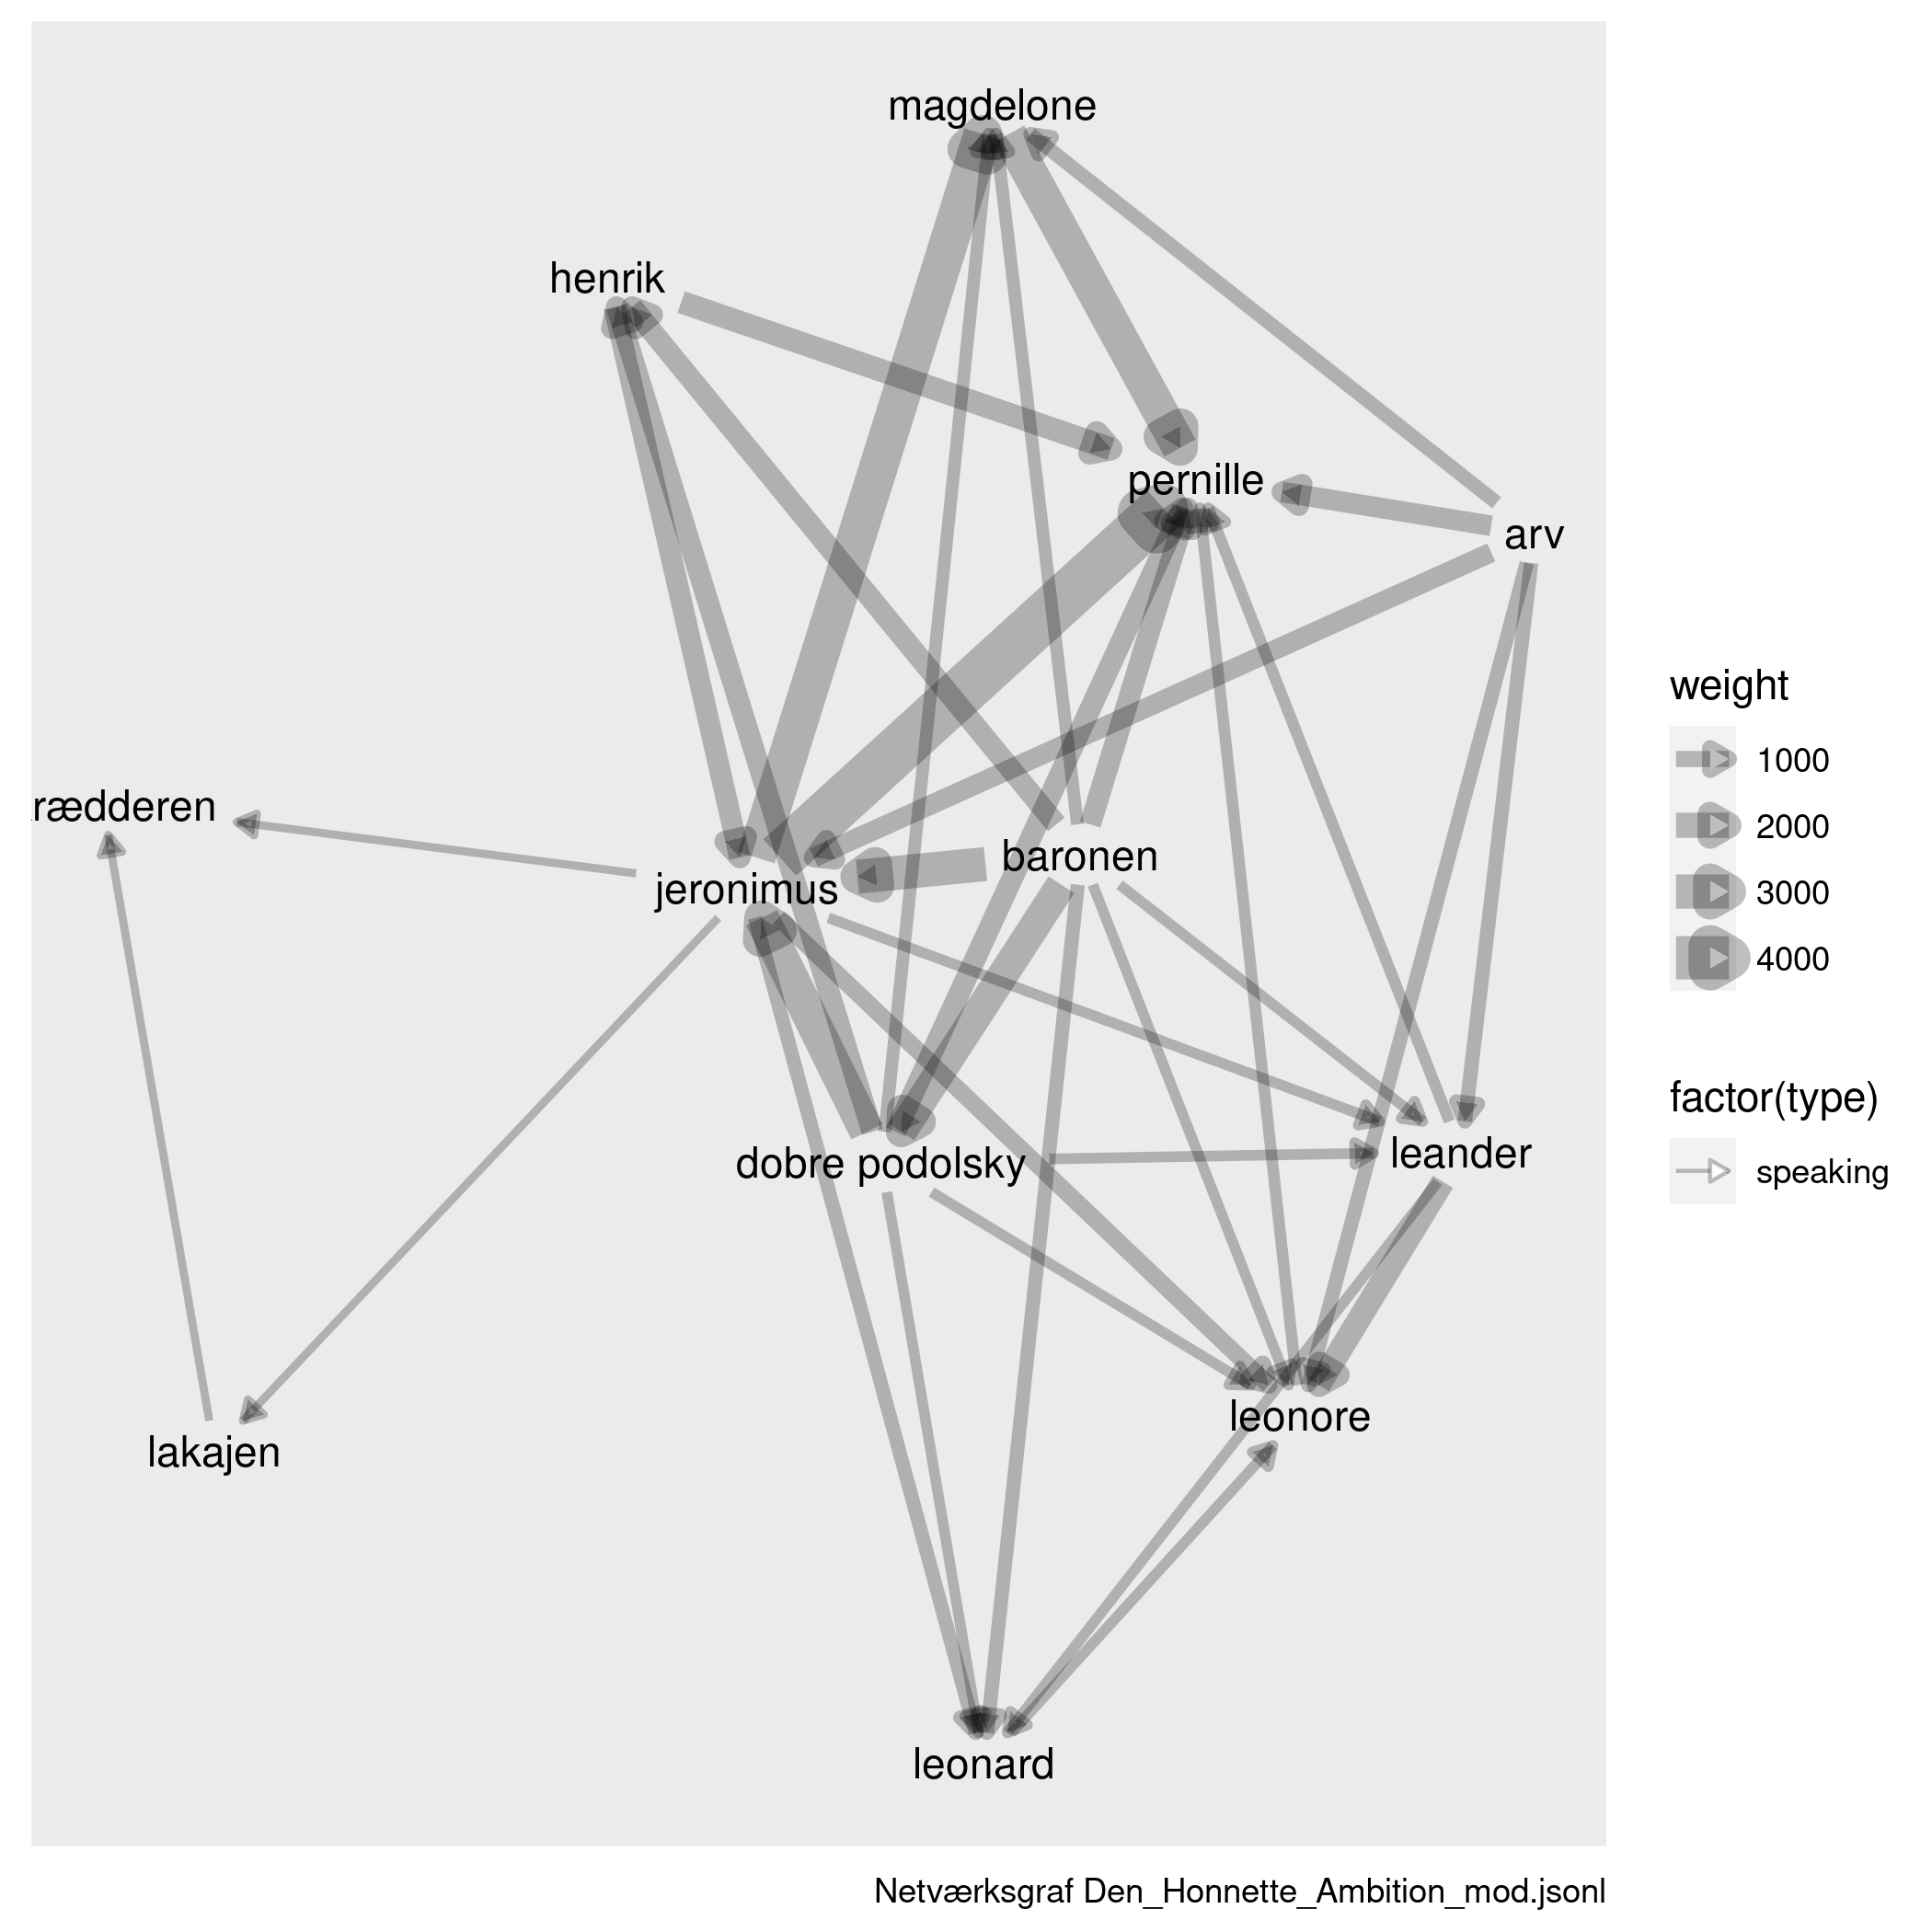 magdelone
henrik
pernille
arv
rædderen
baronen
jeronimus
leander
dobre podolsky
leonore
lakajen
leonard
weight
1000
2000
3000
4000
factor(type)
speaking
Netværksgraf Den_Honnette_Ambition_mod.jsonl